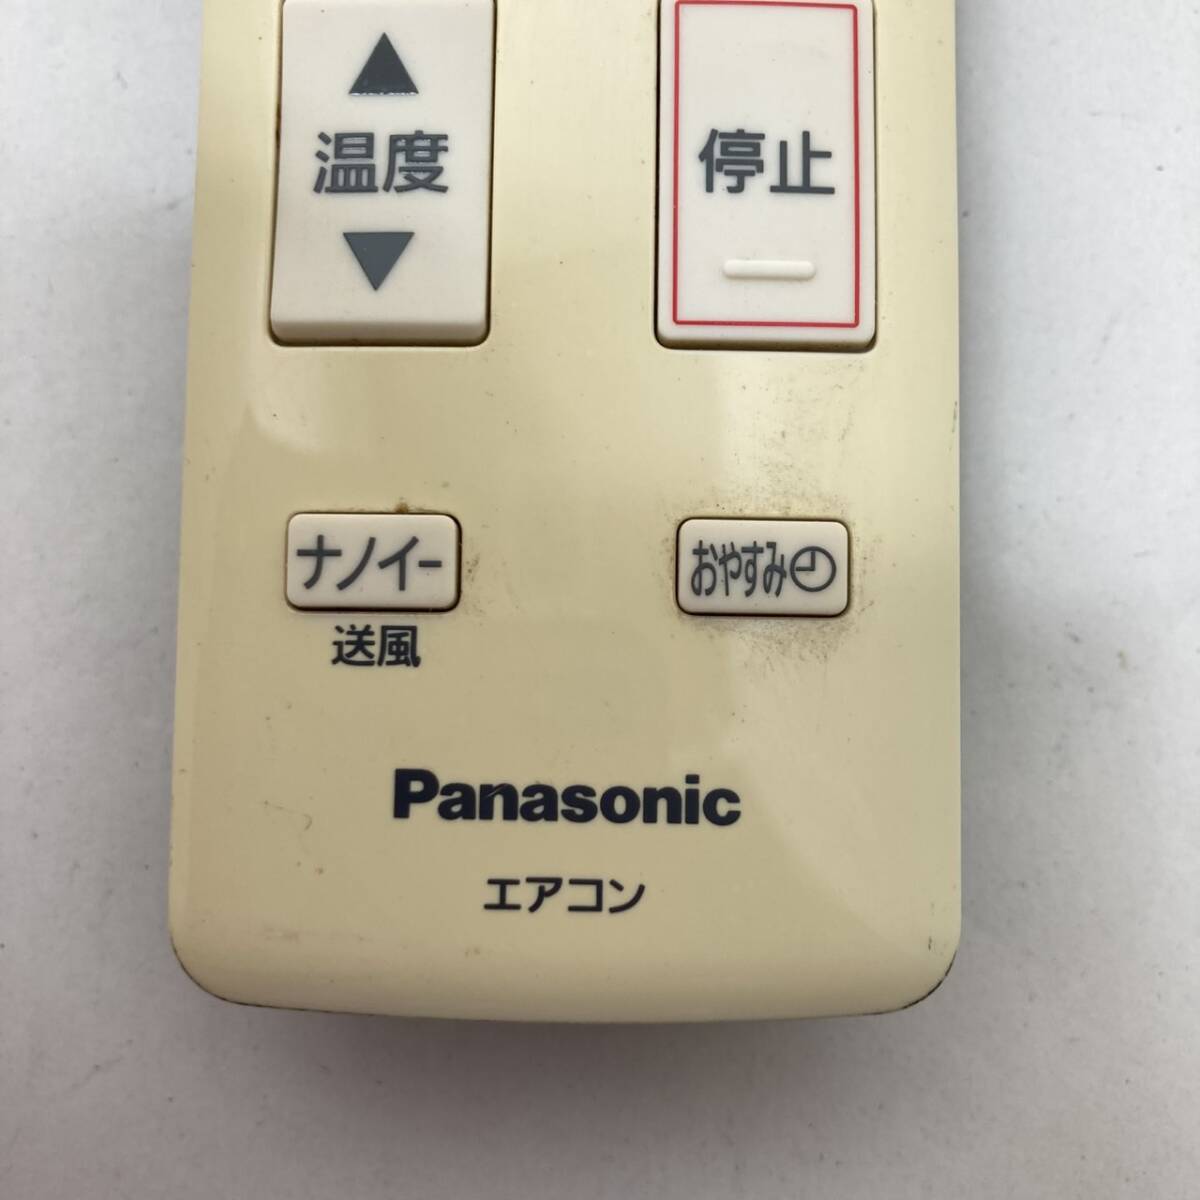 ▲
温度
▼
停止
ナノイー
おやすみ
送風
Panasonic
エアコン